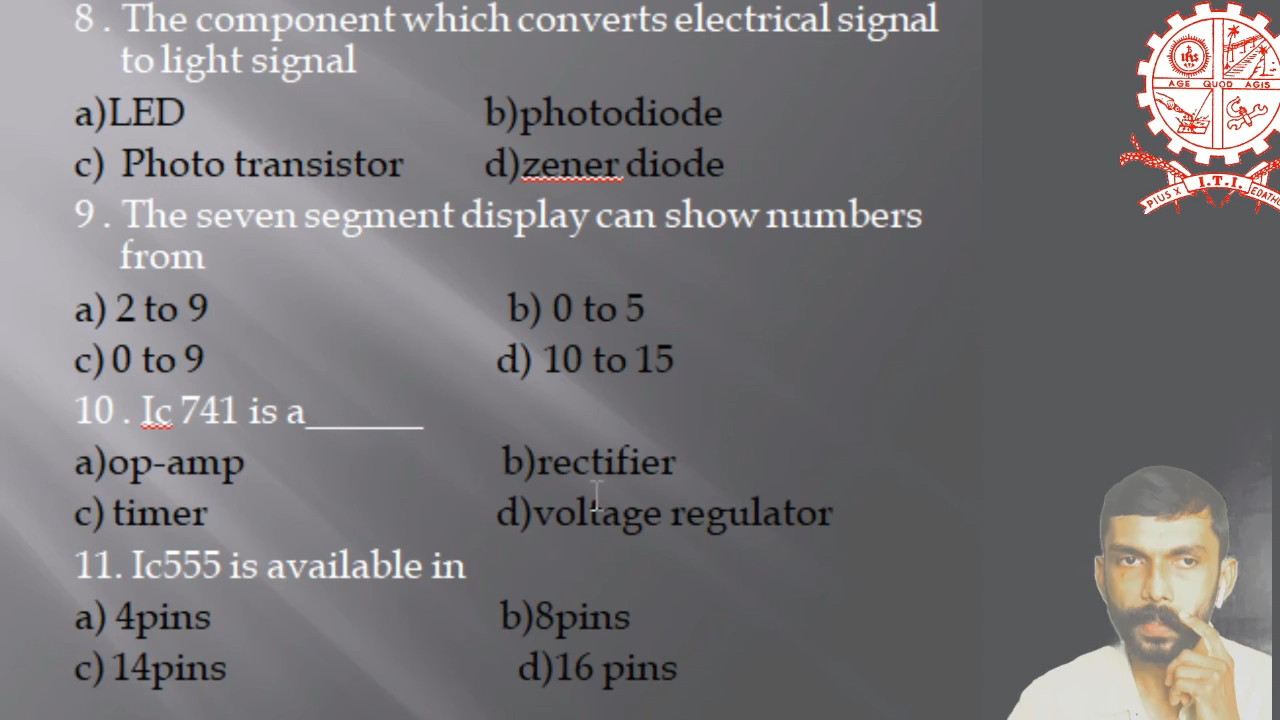 8 . The component which converts electrical signal
to light signal
a)LED b)photodiode
c) Photo transistor d)zener diode
9 . The seven segment display can show numbers
from
a) 2 to 9 b) 0 to 5
c) 0 to 9 d) 10 to 15
10 . Ic 741 is a______
a)op-amp b)rectifier
c) timer d)voltage regulator
11. Ic555 is available in
a) 4pins b)8pins
c) 14pins d)16 pins
IHS
AGE QUOD AGIS
PIUS X I.T.I.